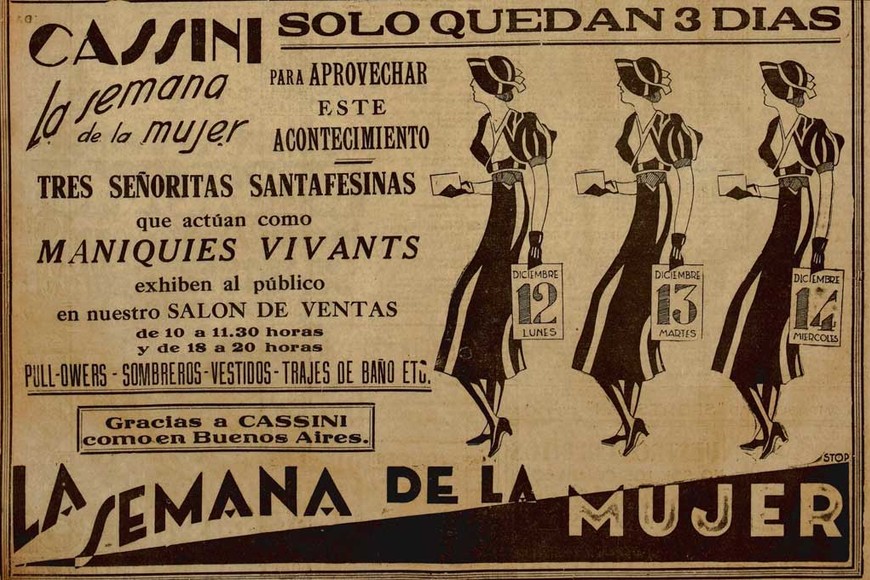 CASSINI
La semana
de la mujer
SOLO QUEDAN 3 DIAS
PARA APROVECHAR
ESTE
ACONTECIMIENTO
TRES SEÑORITAS SANTAFESINAS
que actúan como
MANIQUIES VIVANTS
exhiben al público
en nuestro SALON DE VENTAS
de 10 a 11.30 horas
y de 18 a 20 horas
PULL-OWERS - SOMBREROS - VESTIDOS - TRAJES DE BAÑO ETC.
Gracias a CASSINI
como en Buenos Aires.
DICIEMBRE
12
LUNES
DICIEMBRE
13
MARTES
DICIEMBRE
14
MIERCOLES
STOP
LA SEMANA DE LA MUJER